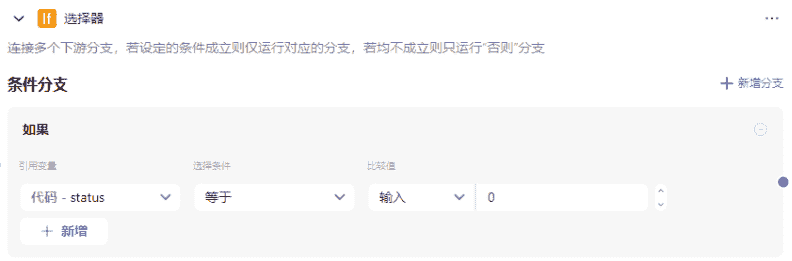 If 选择器
连接多个下游分支，若设定的条件成立则仅运行对应的分支，若均不成立则只运行“否则”分支
条件分支 新增分支
如果
引用变量 选择条件 比较值
代码 - status 等于 输入 0
新增